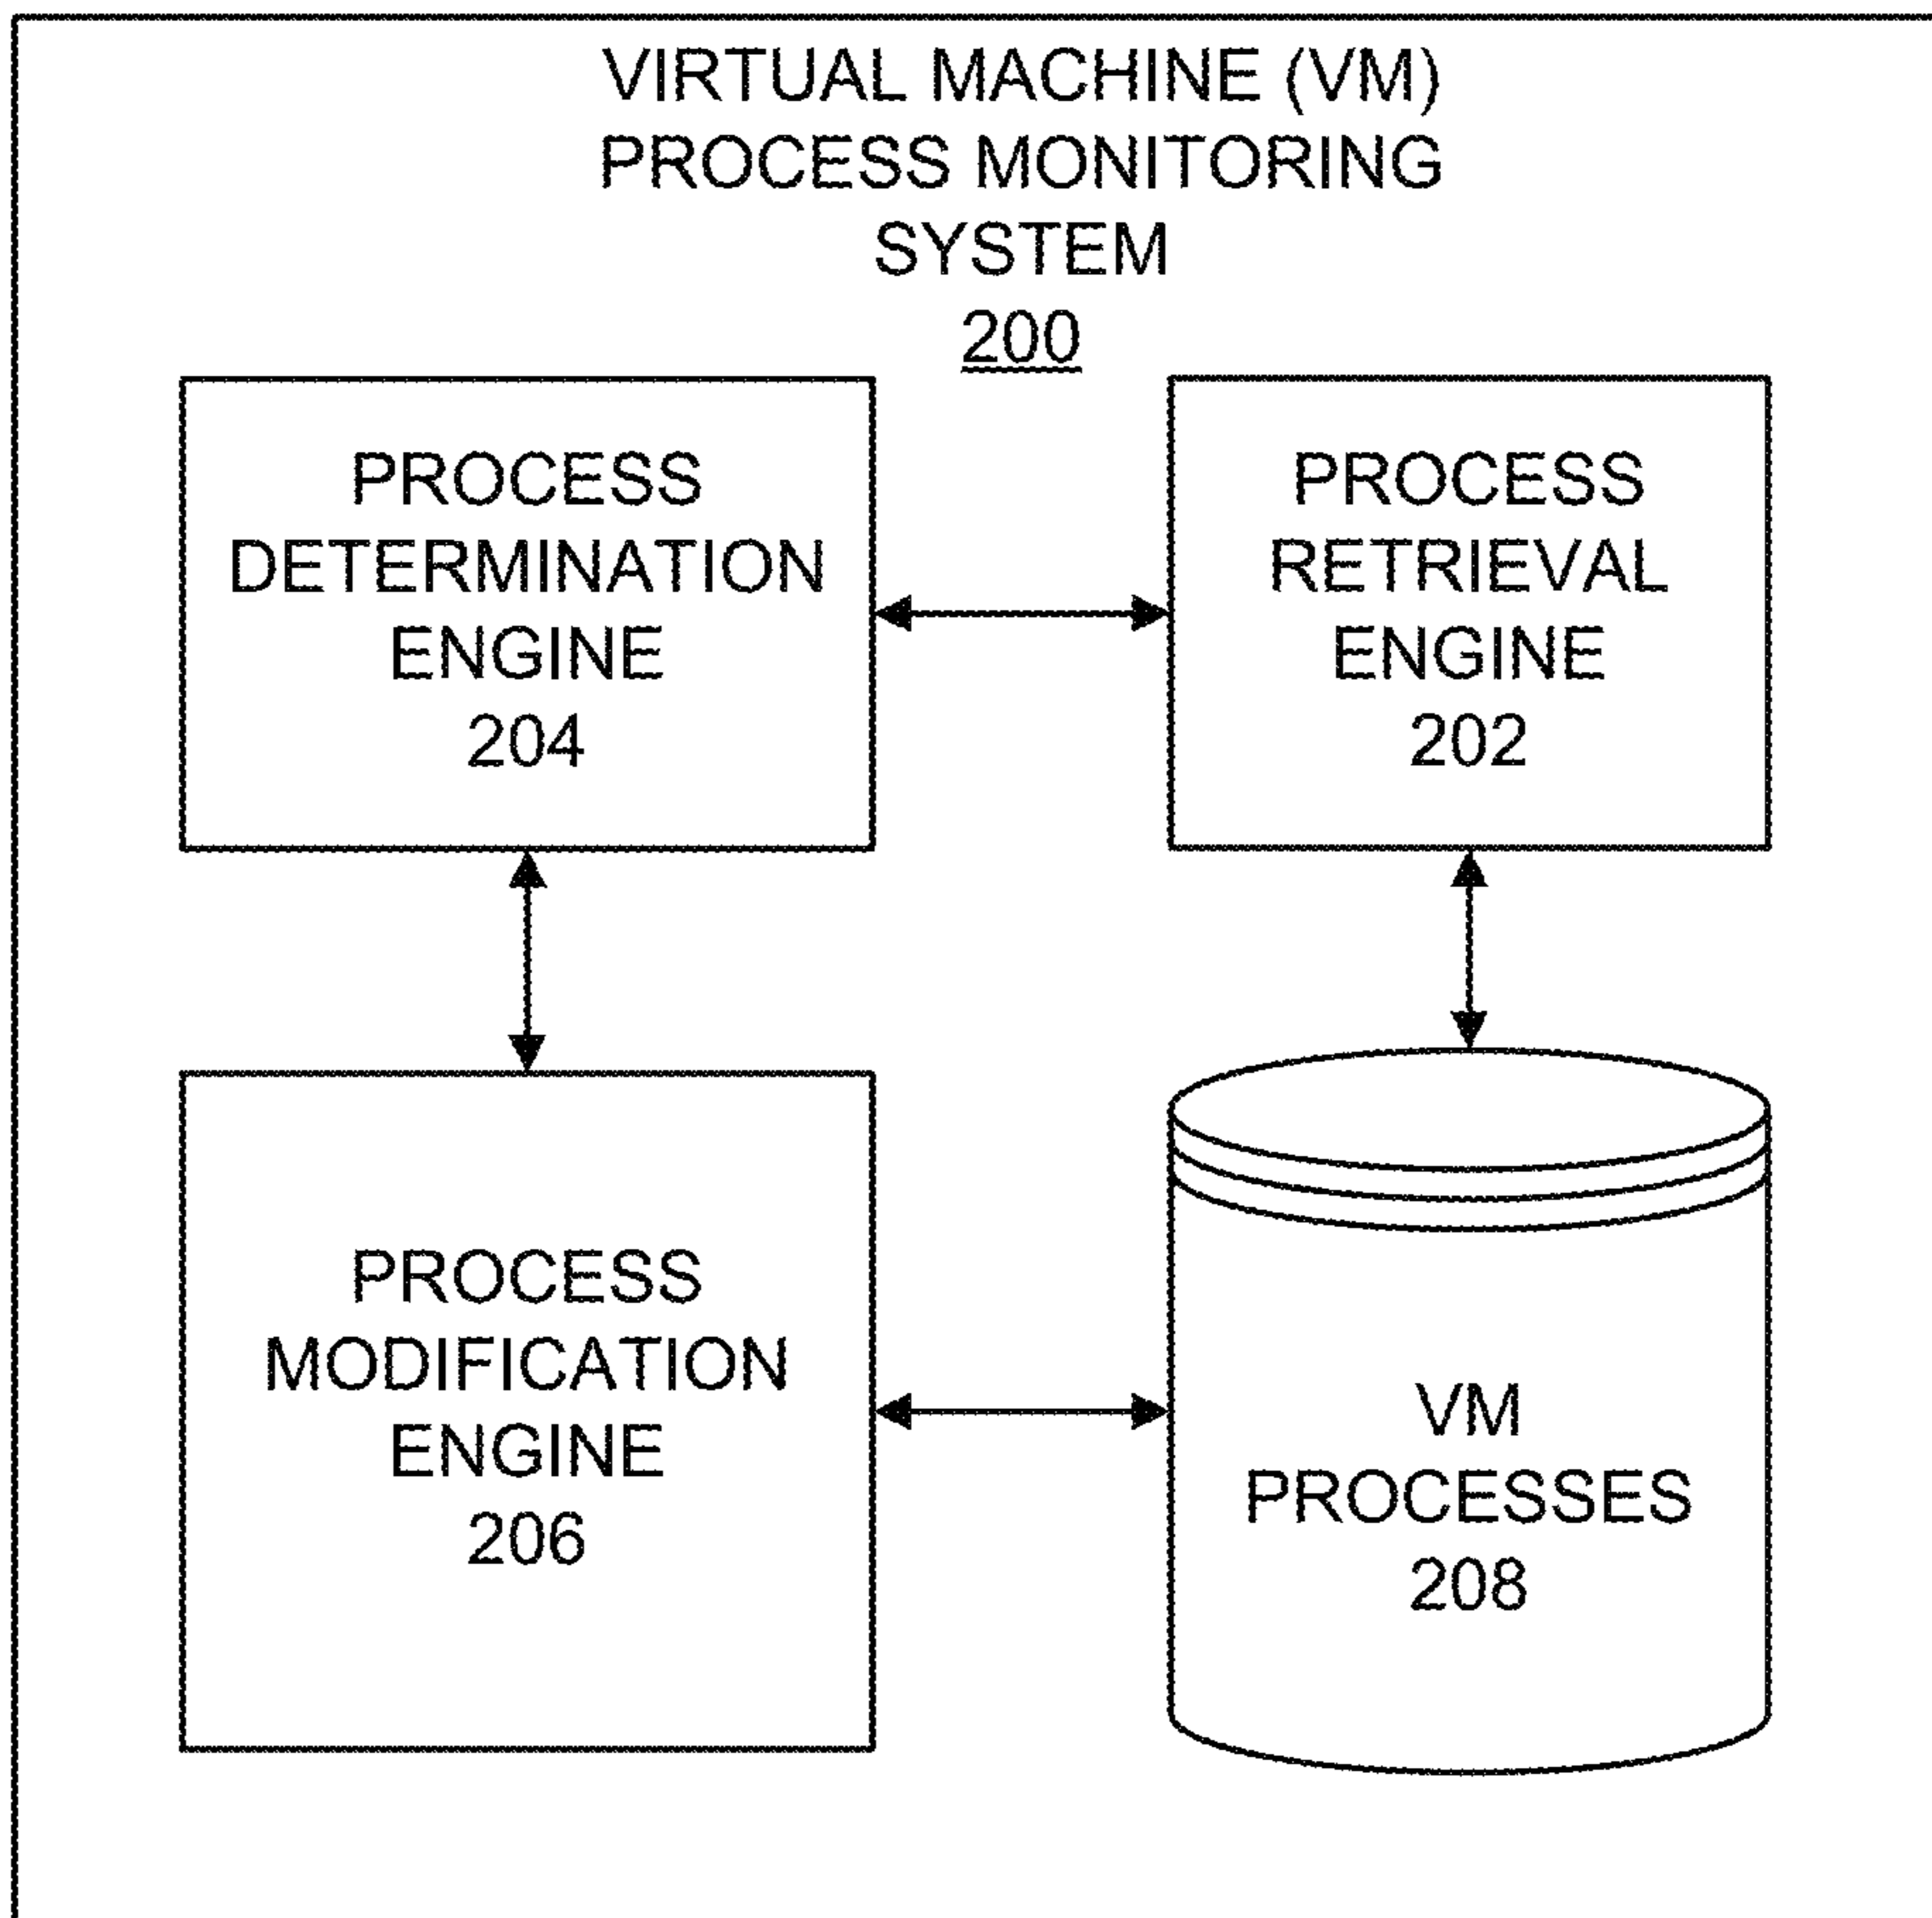 VIRTUAL MACHINE (VM)
PROCESS MONITORING
SYSTEM
200
PROCESS
DETERMINATION
ENGINE
204
PROCESS
RETRIEVAL
ENGINE
202
PROCESS
MODIFICATION
ENGINE
206
VM
PROCESSES
208